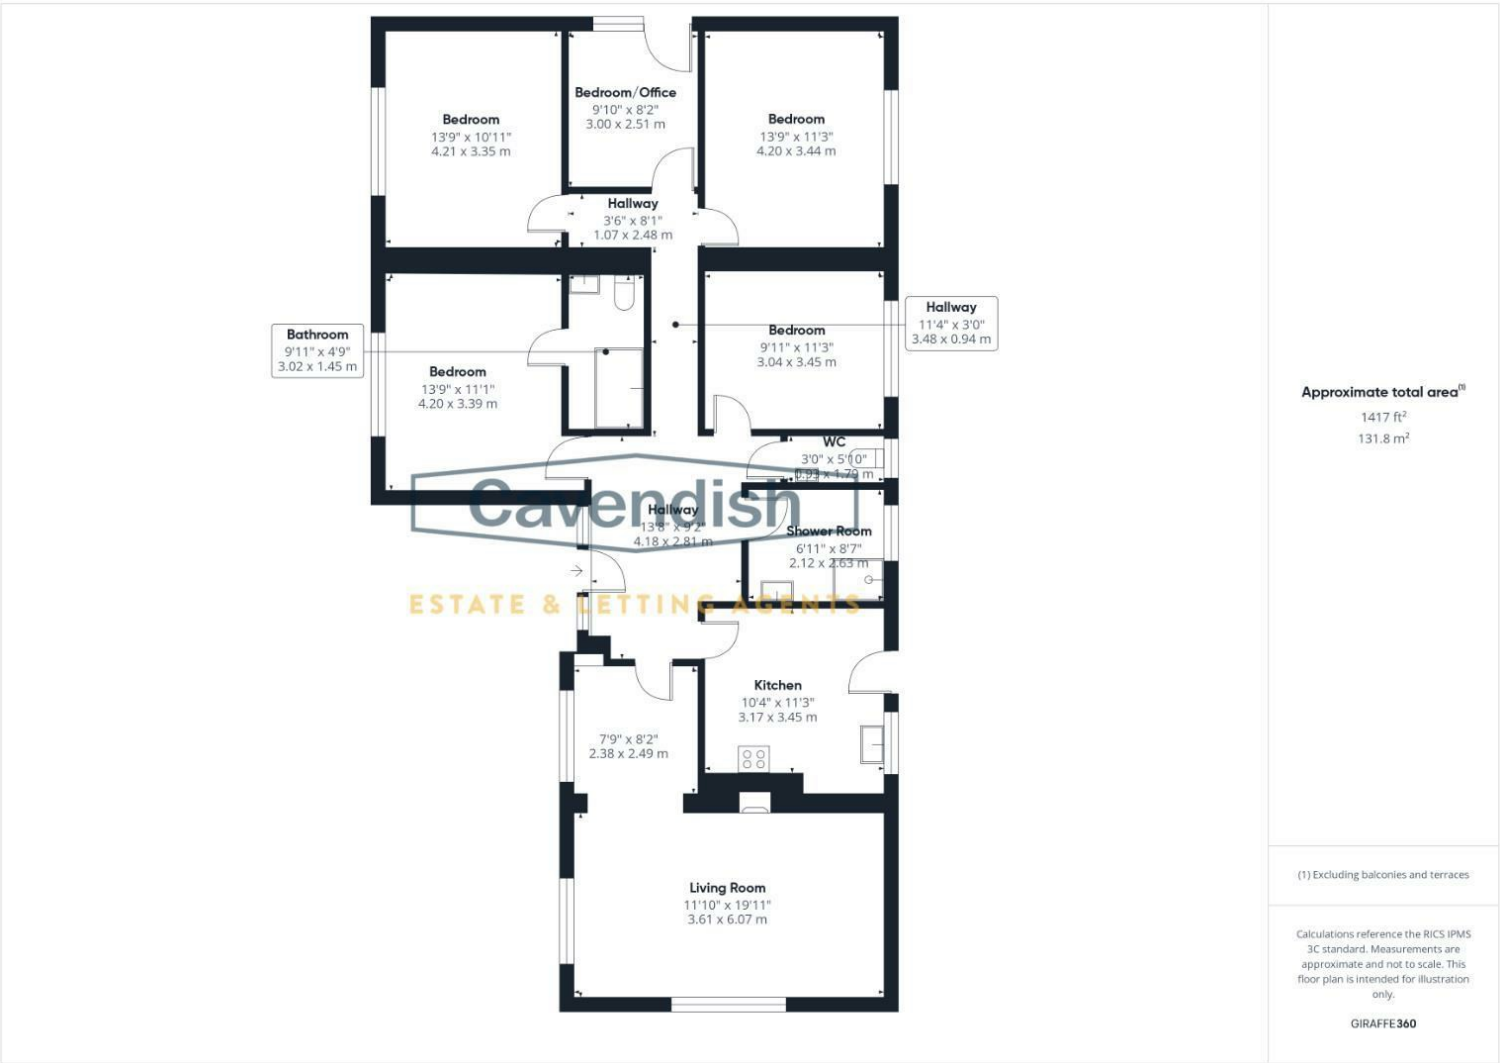 Bedroom
13'9" x 10'11"
4.21 x 3.35 m
Bedroom/Office
9'10" x 8'2"
3.00 x 2.51 m
Bedroom
13'9" x 11'3"
4.20 x 3.44 m
Hallway
3'6" x 8'1"
1.07 x 2.48 m
Bathroom
9'11" x 4'9"
3.02 x 1.45 m
Bedroom
13'9" x 11'1"
4.20 x 3.39 m
Bedroom
9'11" x 11'3"
3.04 x 3.45 m
Hallway
11'4" x 3'0"
3.48 x 0.94 m
WC
3'0" x 5'10"
0.93 x 1.79 m
Cavendish
ESTATE & LETTING AGENTS
Hallway
13'8" x 9'2"
4.18 x 2.81 m
Shower Room
6'11" x 8'7"
2.12 x 2.63 m
Kitchen
10'4" x 11'3"
3.17 x 3.45 m
7'9" x 8'2"
2.38 x 2.49 m
Living Room
11'10" x 19'11"
3.61 x 6.07 m
Approximate total area(1)
1417 ft²
131.8 m²
(1) Excluding balconies and terraces
Calculations reference the RICS IPMS
3C standard. Measurements are
approximate and not to scale. This
floor plan is intended for illustration
only.
GIRAFFE360